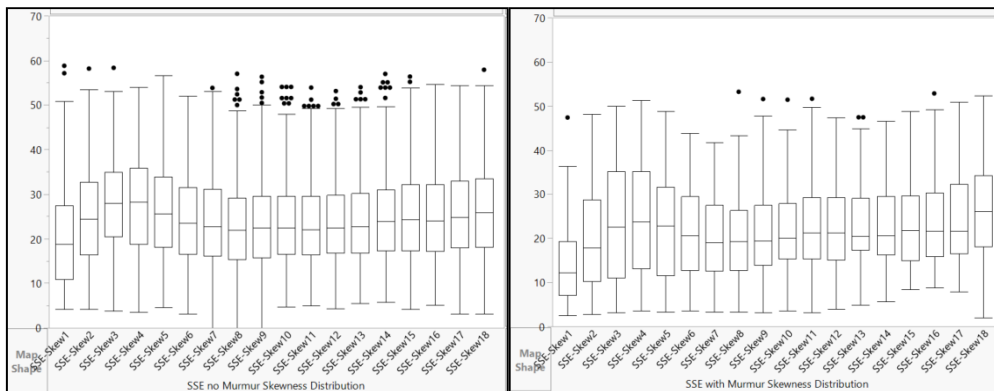 70
60
50
40
30
20
10
0
SSE-Skew1
SSE-Skew2
SSE-Skew3
SSE-Skew4
SSE-Skew5
SSE-Skew6
SSE-Skew7
SSE-Skew8
SSE-Skew9
SSE-Skew10
SSE-Skew11
SSE-Skew12
SSE-Skew13
SSE-Skew14
SSE-Skew15
SSE-Skew16
SSE-Skew17
SSE-Skew18
Map
Shape
SSE no Murmur Skewness Distribution
70
60
50
40
30
20
10
0
SSE-Skew1
SSE-Skew2
SSE-Skew3
SSE-Skew4
SSE-Skew5
SSE-Skew6
SSE-Skew7
SSE-Skew8
SSE-Skew9
SSE-Skew10
SSE-Skew11
SSE-Skew12
SSE-Skew13
SSE-Skew14
SSE-Skew15
SSE-Skew16
SSE-Skew17
SSE-Skew18
Map
Shape
SSE with Murmur Skewness Distribution